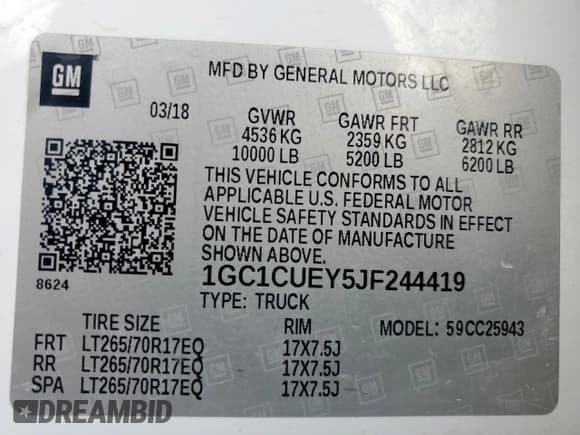 GM
MFD BY GENERAL MOTORS LLC
03/18
GVWR GAWR FRT GAWR RR
4536 KG 2359 KG 2812 KG
10000 LB 5200 LB 6200 LB
THIS VEHICLE CONFORMS TO ALL
APPLICABLE U.S. FEDERAL MOTOR
VEHICLE SAFETY STANDARDS IN EFFECT
ON THE DATE OF MANUFACTURE
SHOWN ABOVE.
8624
1GC1CUEY5JF244419
TYPE: TRUCK
TIRE SIZE RIM MODEL: 59CC25943
FRT LT265/70R17EQ 17X7.5J
RR LT265/70R17EQ 17X7.5J
SPA LT265/70R17EQ 17X7.5J
DREAMBID